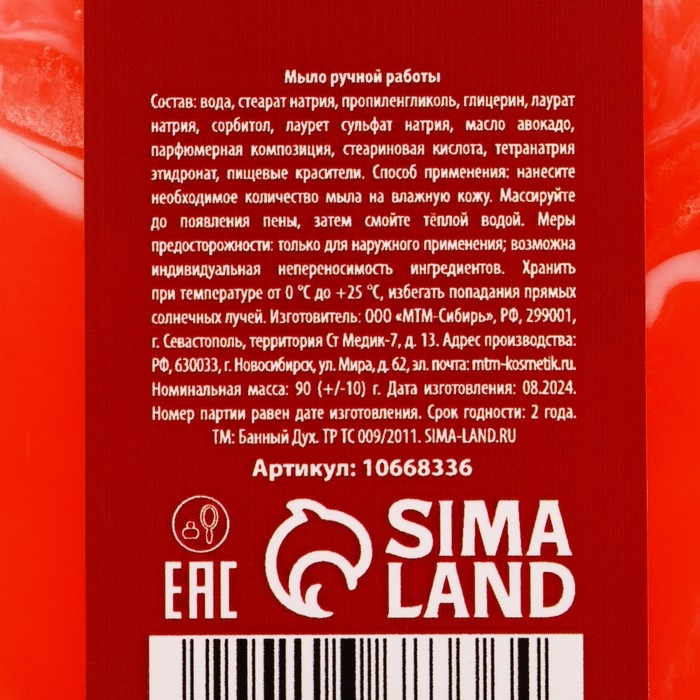 Мыло ручной работы
Состав: вода, стеарат натрия, пропиленгликоль, глицерин, лаурат
натрия, сорбитол, лаурет сульфат натрия, масло авокадо,
парфюмерная композиция, стеариновая кислота, тетранатрия
этидронат, пищевые красители. Способ применения: нанесите
необходимое количество мыла на влажную кожу. Массируйте
до появления пены, затем смойте тёплой водой. Меры
предосторожности: только для наружного применения; возможна
индивидуальная непереносимость ингредиентов. Хранить
при температуре от 0 °С до +25 °С, избегать попадания прямых
солнечных лучей. Изготовитель: ООО «МТМ-Сибирь», РФ, 299001,
г. Севастополь, территория Ст Медик-7, д. 13. Адрес производства:
РФ, 630033, г. Новосибирск, ул. Мира, д. 62, эл. почта: mtm-kosmetik.ru.
Номинальная масса: 90 (+/-10) г. Дата изготовления: 08.2024.
Номер партии равен дате изготовления. Срок годности: 2 года.
ТМ: Банный Дух. ТР ТС 009/2011. SIMA-LAND.RU
Артикул: 10668336
EAC
SIMA
LAND